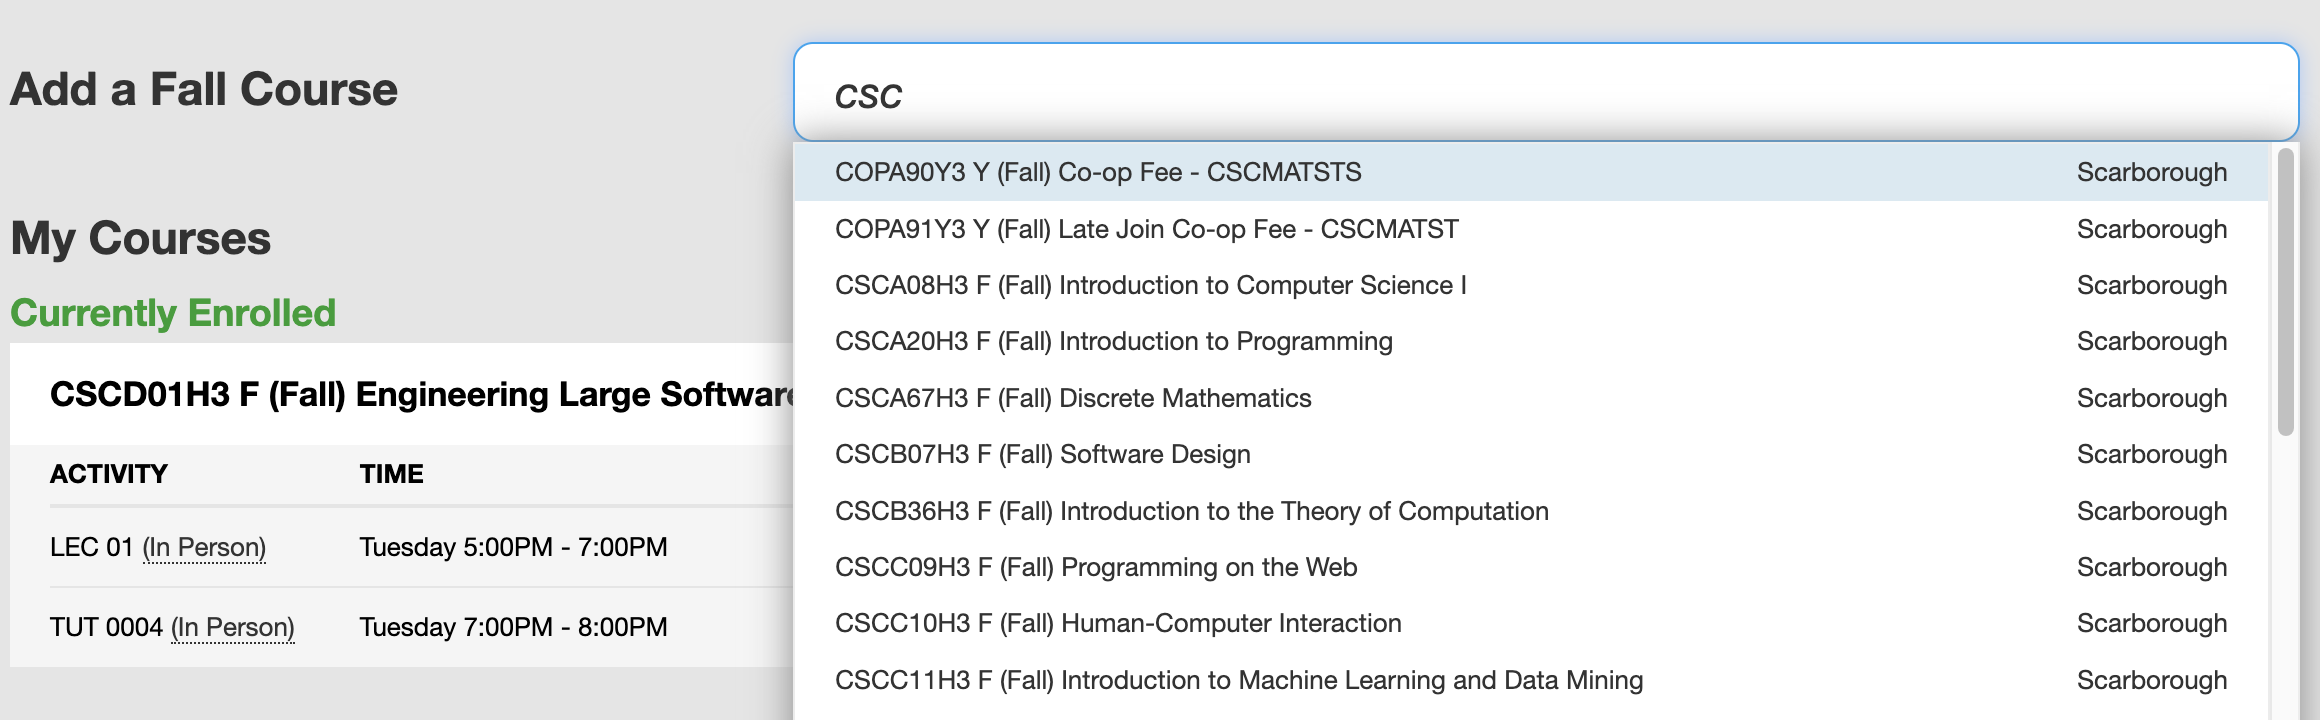 Add a Fall Course
CSC
COPA90Y3 Y (Fall) Co-op Fee - CSCMATSTS Scarborough
COPA91Y3 Y (Fall) Late Join Co-op Fee - CSCMATST Scarborough
CSCA08H3 F (Fall) Introduction to Computer Science I Scarborough
CSCA20H3 F (Fall) Introduction to Programming Scarborough
CSCA67H3 F (Fall) Discrete Mathematics Scarborough
CSCB07H3 F (Fall) Software Design Scarborough
CSCB36H3 F (Fall) Introduction to the Theory of Computation Scarborough
CSCC09H3 F (Fall) Programming on the Web Scarborough
CSCC10H3 F (Fall) Human-Computer Interaction Scarborough
CSCC11H3 F (Fall) Introduction to Machine Learning and Data Mining Scarborough
My Courses
Currently Enrolled
CSCD01H3 F (Fall) Engineering Large Software
ACTIVITY TIME
LEC 01 (In Person) Tuesday 5:00PM - 7:00PM
TUT 0004 (In Person) Tuesday 7:00PM - 8:00PM